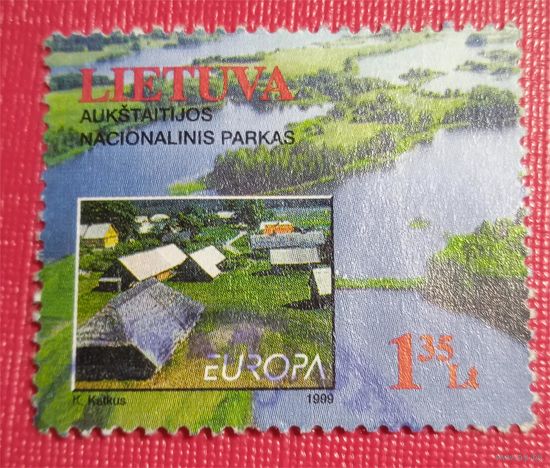 LIETUVA
AUKŠTAITIJOS
NACIONALINIS PARKAS
EUROPA
1 35 Lt
K. Katkus 1999